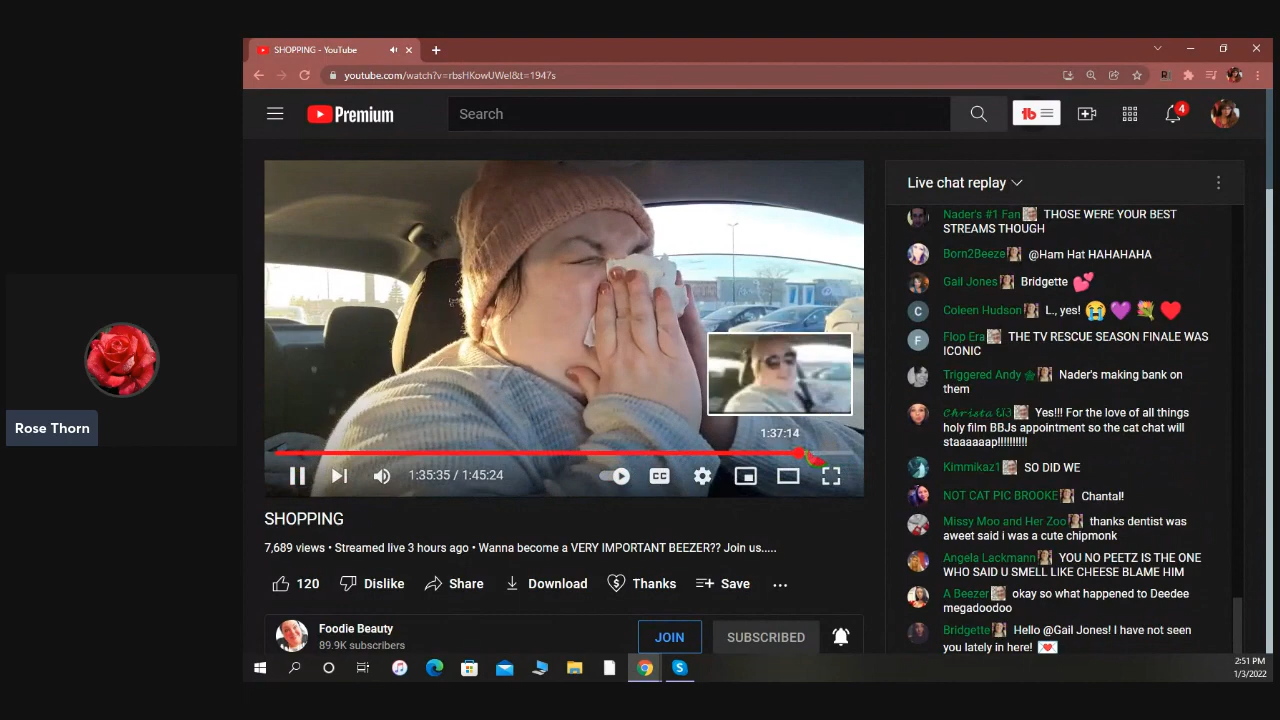 SHOPPING - YouTube
youtube.com/watch?v=rbsHKowUWeI&t=1947s
Premium
Search
4
Live chat replay
Nader's #1 Fan THOSE WERE YOUR BEST
STREAMS THOUGH
Born2Beeze @Ham Hat HAHAHAHA
Gail Jones Bridgette 💕
C Coleen Hudson L., yes! 😭💜💐❤️
F Flop Era THE TV RESCUE SEASON FINALE WAS
ICONIC
Triggered Andy Nader's making bank on
them
Yes!!! For the love of all things
holy film BBJs appointment so the cat chat will
staaaaaap!!!!!!!!!!
Kimmikaz1 SO DID WE
NOT CAT PIC BROOKE Chantal!
Missy Moo and Her Zoo thanks dentist was
aweet said i was a cute chipmonk
Angela Lackmann YOU NO PEETZ IS THE ONE
WHO SAID U SMELL LIKE CHEESE BLAME HIM
A Beezer okay so what happened to Deedee
megadoodoo
Bridgette Hello @Gail Jones! I have not seen
you lately in here! 💌
1:37:14
1:35:35 / 1:45:24
CC
SHOPPING
7,689 views • Streamed live 3 hours ago • Wanna become a VERY IMPORTANT BEEZER?? Join us.....
120 Dislike Share Download Thanks Save
Foodie Beauty
89.9K subscribers
JOIN SUBSCRIBED
Rose Thorn
2:51 PM
1/3/2022